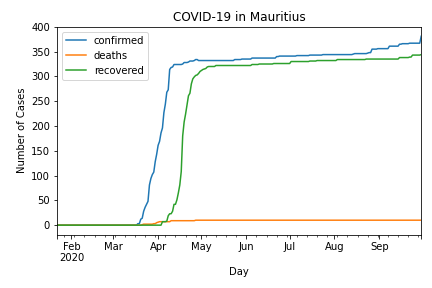 COVID-19 in Mauritius
400
350
300
250
200
150
100
50
0
Number of Cases
confirmed
deaths
recovered
Feb Mar Apr May Jun Jul Aug Sep
2020
Day